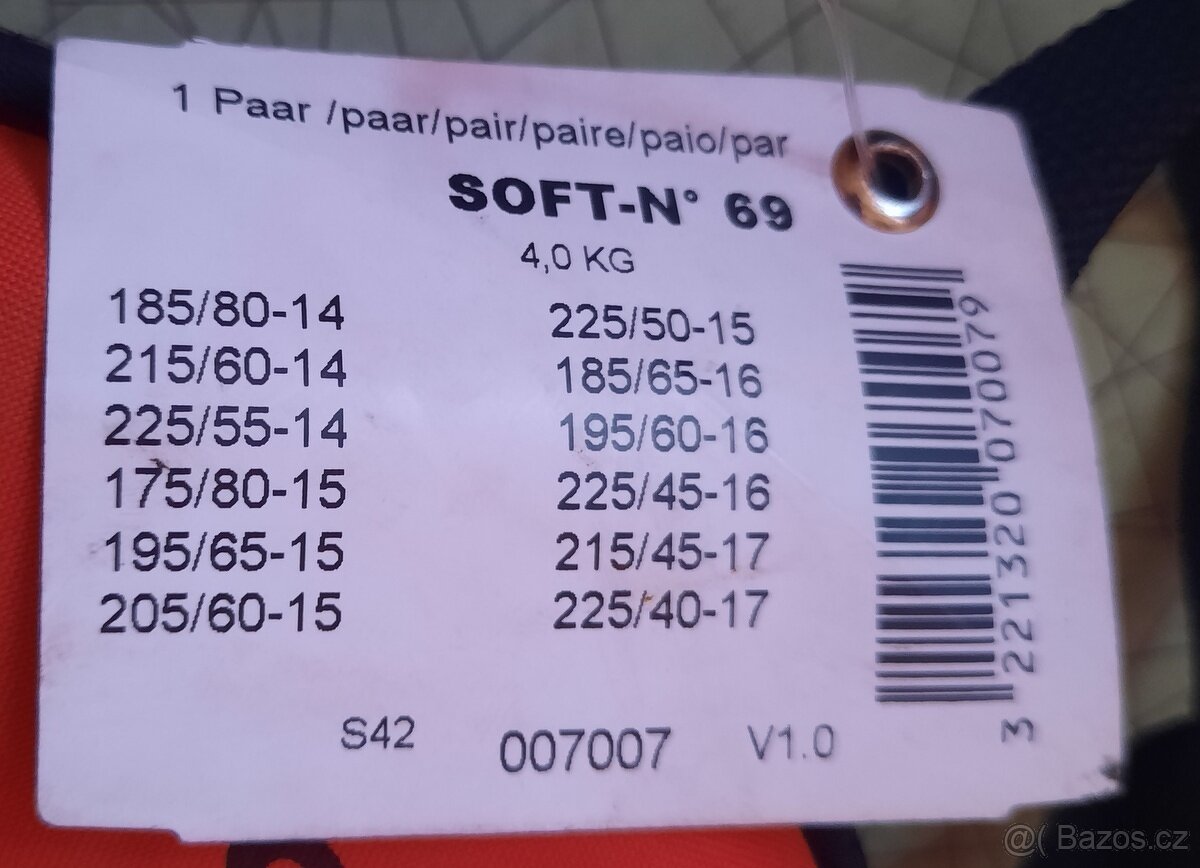 1 Paar /paar/pair/paire/paio/par
SOFT-N° 69
4,0 KG
185/80-14
215/60-14
225/55-14
175/80-15
195/65-15
205/60-15
225/50-15
185/65-16
195/60-16
225/45-16
215/45-17
225/40-17
S42 007007 V1.0
3 221320 070079
@( Bazos.cz